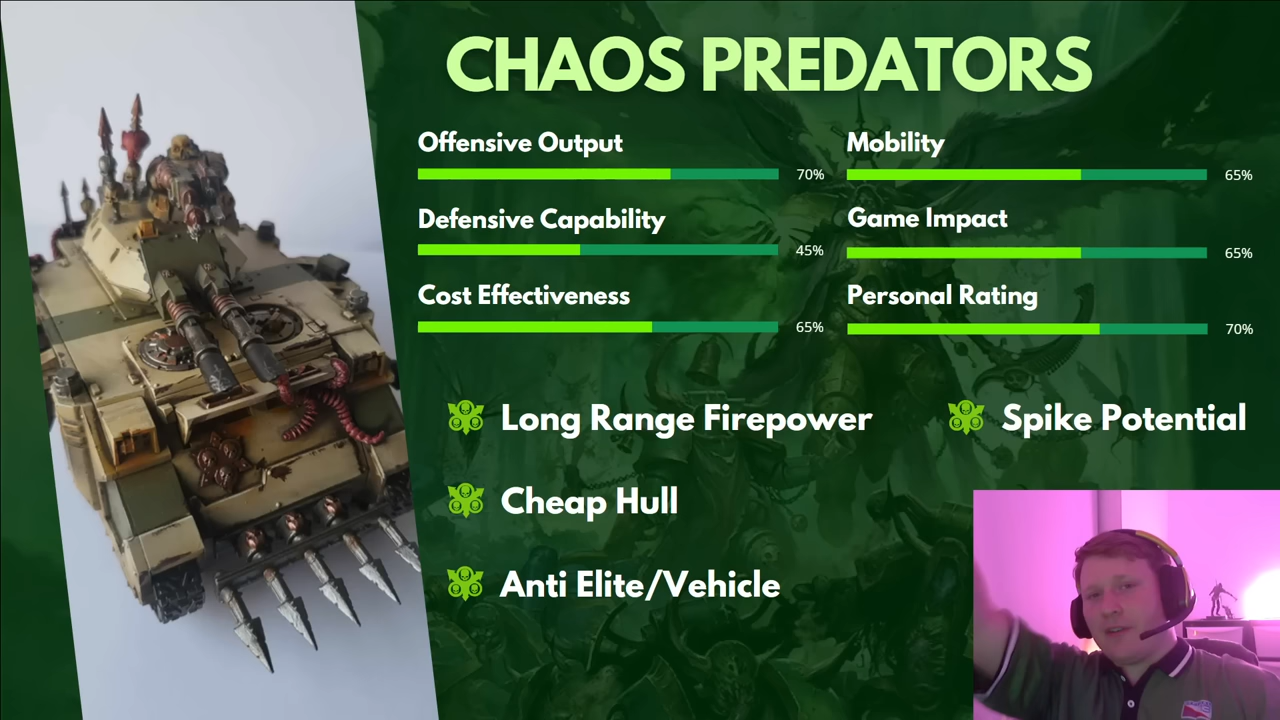 CHAOS PREDATORS
Offensive Output
70%
Mobility
65%
Defensive Capability
45%
Game Impact
65%
Cost Effectiveness
65%
Personal Rating
70%
Long Range Firepower
Spike Potential
Cheap Hull
Anti Elite/Vehicle